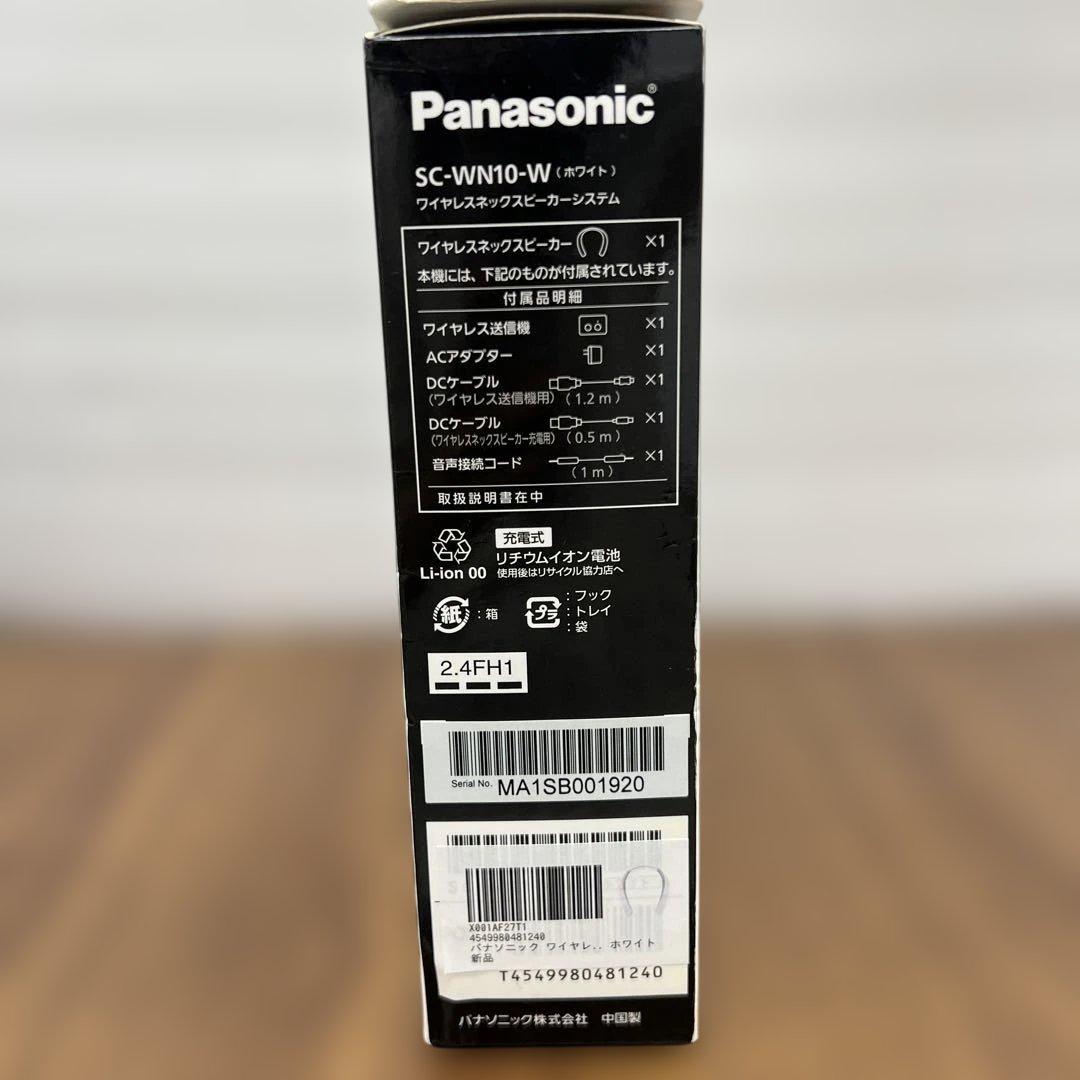 Panasonic®
SC-WN10-W（ホワイト）
ワイヤレスネックスピーカーシステム
ワイヤレスネックスピーカー ×1
本機には、下記のものが付属されています。
付属品明細
ワイヤレス送信機 ×1
ACアダプター ×1
DCケーブル ×1
（ワイヤレス送信機用）（1.2 m）
DCケーブル ×1
（ワイヤレスネックスピーカー充電用）（0.5 m）
音声接続コード ×1
（1 m）
取扱説明書在中
充電式
リチウムイオン電池
Li-ion 00 使用後はリサイクル協力店へ
紙：箱
プラ：フック
：トレイ
：袋
2.4FH1
Serial No. MA1SB001920
X001AF27T1
4549980481240
パナソニック ワイヤレ.. ホワイト
新品
T4549980481240
パナソニック株式会社 中国製